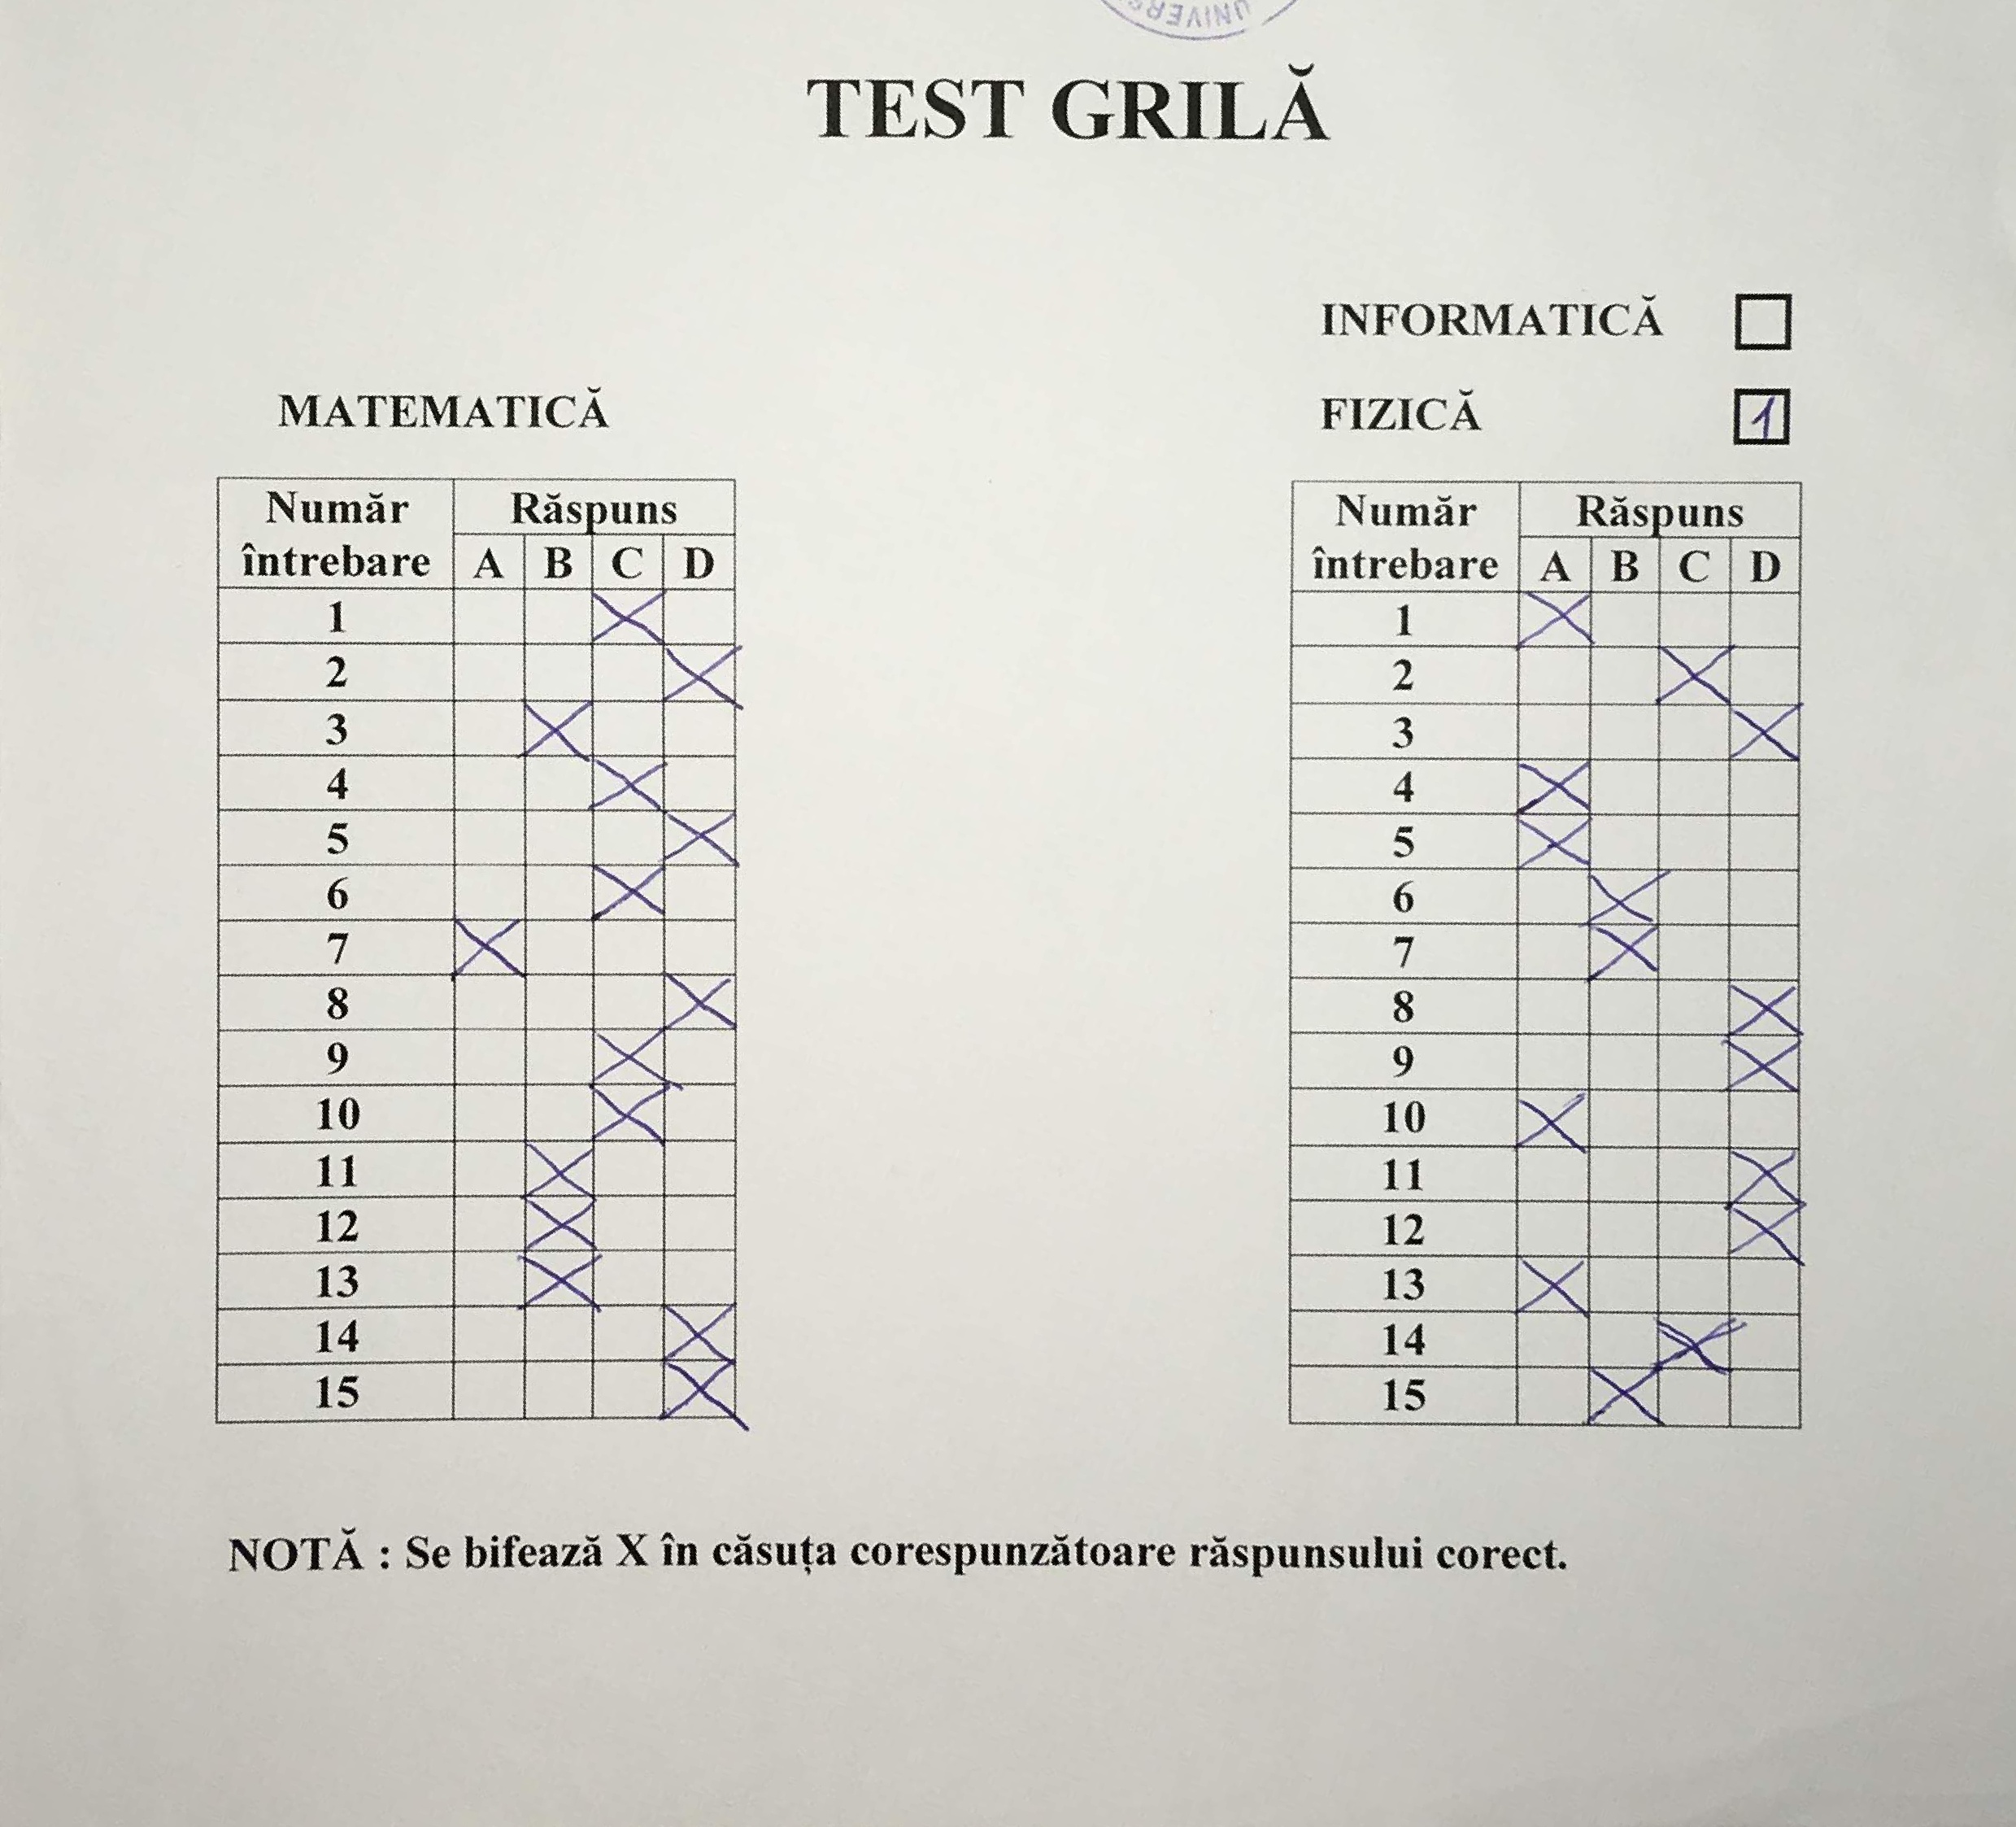 UNIVERS
TEST GRILĂ
INFORMATICĂ
MATEMATICĂ
FIZICĂ 1
Număr întrebare Răspuns
A B C D
1 X
2 X
3 X
4 X
5 X
6 X
7 X
8 X
9 X
10 X
11 X
12 X
13 X
14 X
15 X
Număr întrebare Răspuns
A B C D
1 X
2 X
3 X
4 X
5 X
6 X
7 X
8 X
9 X
10 X
11 X
12 X
13 X
14 X
15 X
NOTĂ : Se bifează X în căsuța corespunzătoare răspunsului corect.